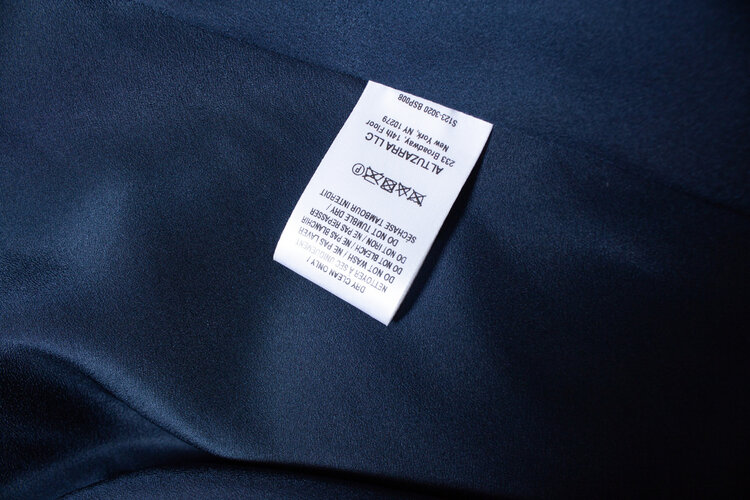 DRY CLEAN ONLY /
NETTOYER À SEC UNIQUEMENT
DO NOT WASH / NE PAS LAVER
DO NOT BLEACH / NE PAS BLANCHIR
DO NOT IRON / NE PAS REPASSER
DO NOT TUMBLE DRY /
SÉCHAGE TAMBOUR INTERDIT
P
ALTUZARRA LLC
233 Broadway, 14th Floor
New York, NY 10279
S123-3020 BSP008